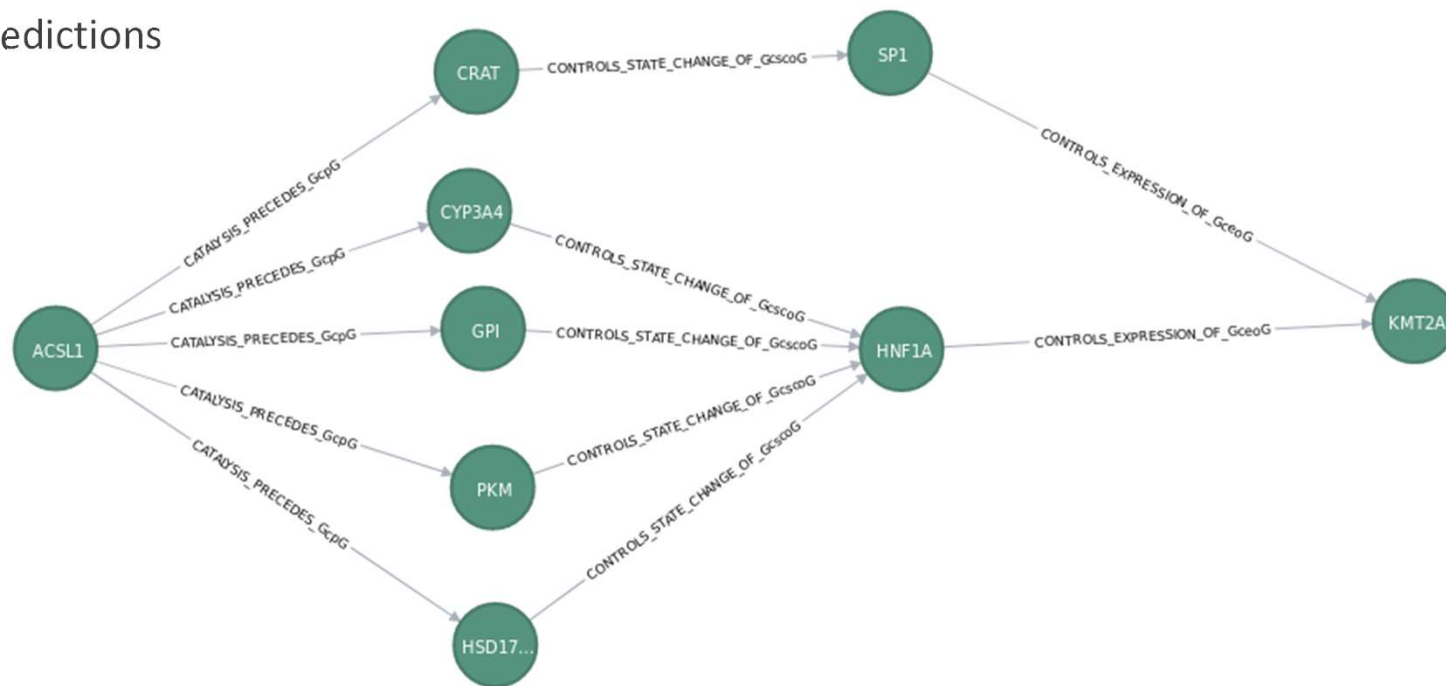 edictions
CRAT
CONTROLS_STATE_CHANGE_OF_GcscoG
SP1
CATALYSIS_PRECEDES_GcpG
CONTROLS_EXPRESSION_OF_GceoG
CYP3A4
CATALYSIS_PRECEDES_GcpG
CONTROLS_STATE_CHANGE_OF_GcscoG
ACSL1
CATALYSIS_PRECEDES_GcpG
GPI
CONTROLS_STATE_CHANGE_OF_GcscoG
HNF1A
CONTROLS_EXPRESSION_OF_GceoG
KMT2A
CATALYSIS_PRECEDES_GcpG
PKM
CONTROLS_STATE_CHANGE_OF_GcscoG
CATALYSIS_PRECEDES_GcpG
HSD17...
CONTROLS_STATE_CHANGE_OF_GcscoG